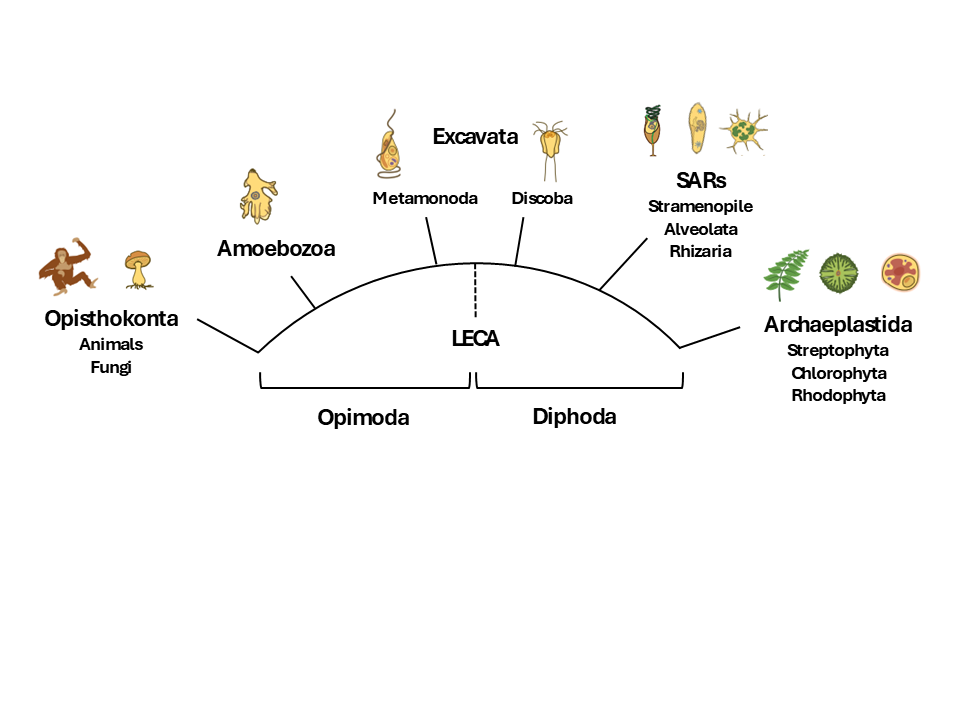 Excavata
Metamonoda
Discoba
SARs
Stramenopile
Alveolata
Rhizaria
Amoebozoa
Opisthokonta
Animals
Fungi
Archaeplastida
Streptophyta
Chlorophyta
Rhodophyta
LECA
Opimoda
Diphoda